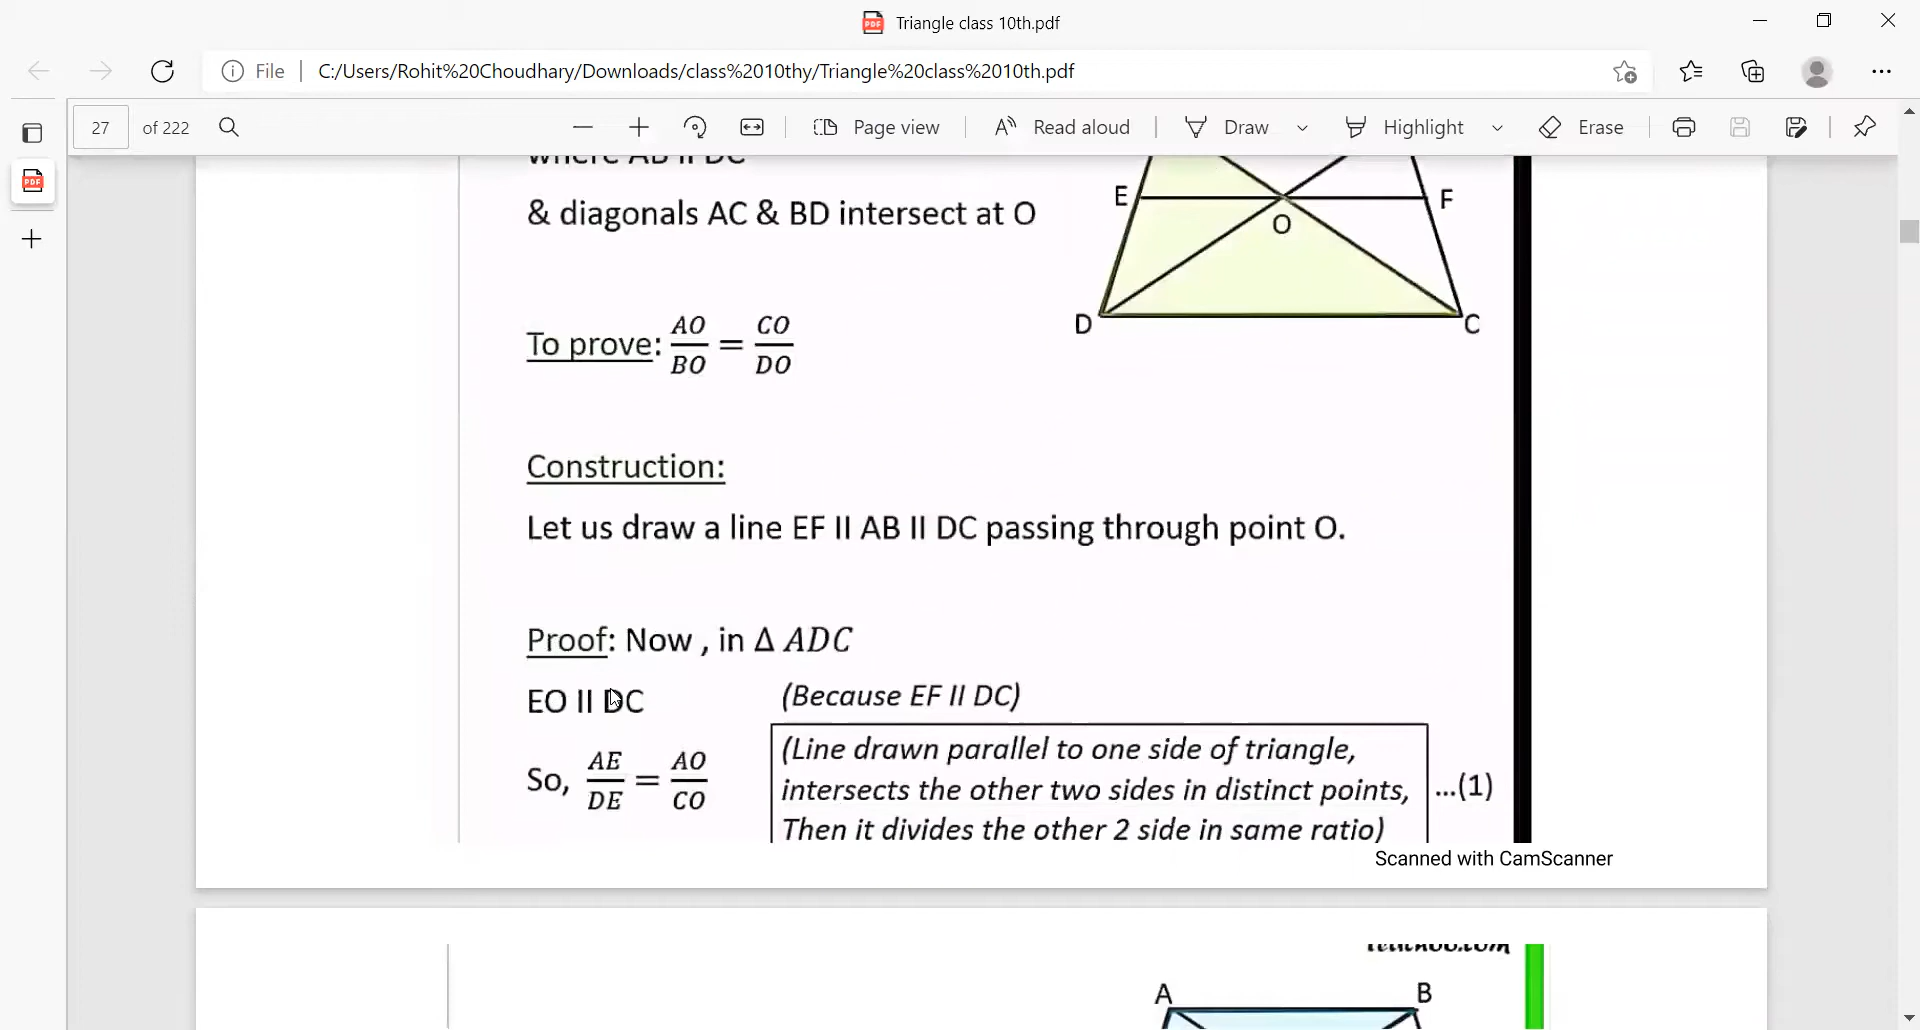 Triangle class 10th.pdf
File | C:/Users/Rohit%20Choudhary/Downloads/class%2010thy/Triangle%20class%2010th.pdf
27 of 222 Page view Read aloud Draw Highlight Erase
where AB II DC
& diagonals AC & BD intersect at O
E F
O
D C
To prove: AO/BO = CO/DO
Construction:
Let us draw a line EF II AB II DC passing through point O.
Proof: Now , in Δ ADC
EO II DC (Because EF II DC)
So, AE/DE = AO/CO
(Line drawn parallel to one side of triangle,
intersects the other two sides in distinct points, ...(1)
Then it divides the other 2 side in same ratio)
Scanned with CamScanner
A B